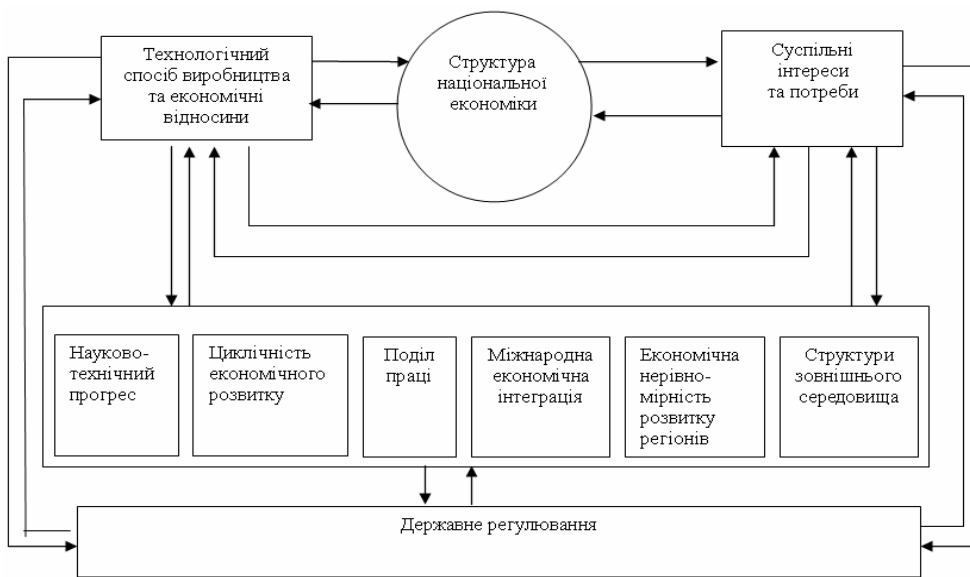 Технологічний
спосіб виробництва
та економічні
відносини
Структура
національної
економіки
Суспільні
інтереси
та потреби
Науково-
технічний
прогрес
Циклічність
економічного
розвитку
Поділ
праці
Міжнародна
економічна
інтеграція
Економічна
нерівно-
мірність
розвитку
регіонів
Структури
зовнішнього
середовища
Державне регулювання